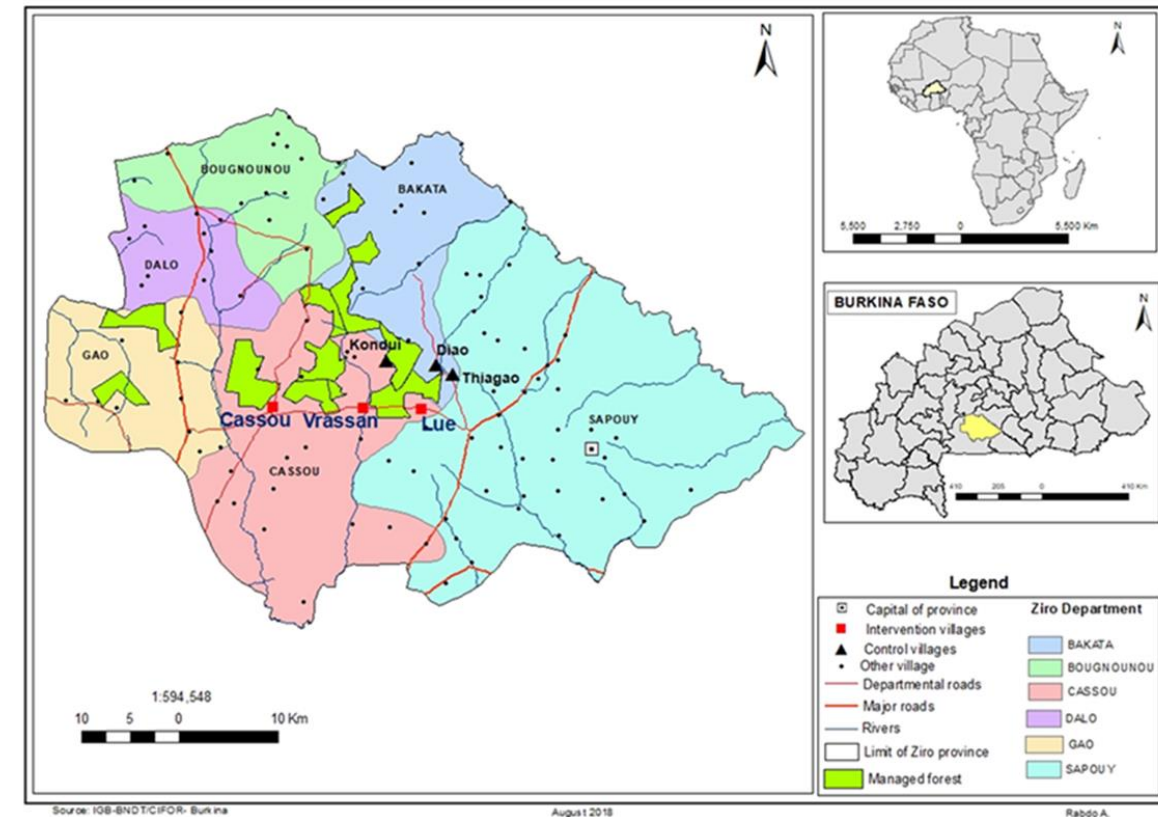 N
BOUGNOUNOU
BAKATA
DALO
GAO
Kondui
Diao
Thiagao
Cassou
Vrassan
Lue
SAPOUY
CASSOU
1:594,548
10 5 0 10 Km
N
5,500 2,750 0 5,500 Km
BURKINA FASO
N
410 205 0 410 KM
Legend
Capital of province
Intervention villages
Control villages
Other village
Departmental roads
Major roads
Rivers
Limit of Ziro province
Managed forest
Ziro Department
BAKATA
BOUGNOUNOU
CASSOU
DALO
GAO
SAPOUY
Source: IGB-BNDT/CIFOR- Burkina
August 2018
Rabdo A.